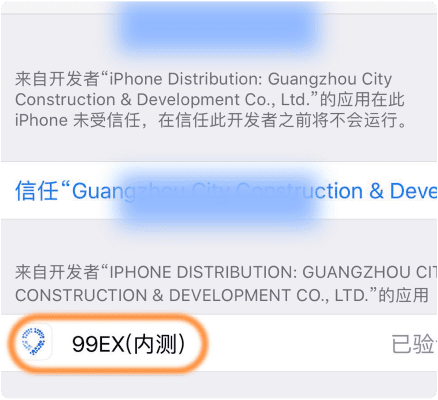 来自开发者“iPhone Distribution: Guangzhou City
Construction & Development Co., Ltd.”的应用在此
iPhone 未受信任，在信任此开发者之前将不会运行。
信任“Guangzhou City Construction & Deve
来自开发者“IPHONE DISTRIBUTION: GUANGZHOU CIT
CONSTRUCTION & DEVELOPMENT CO., LTD.”的应用
99EX(内测) 已验